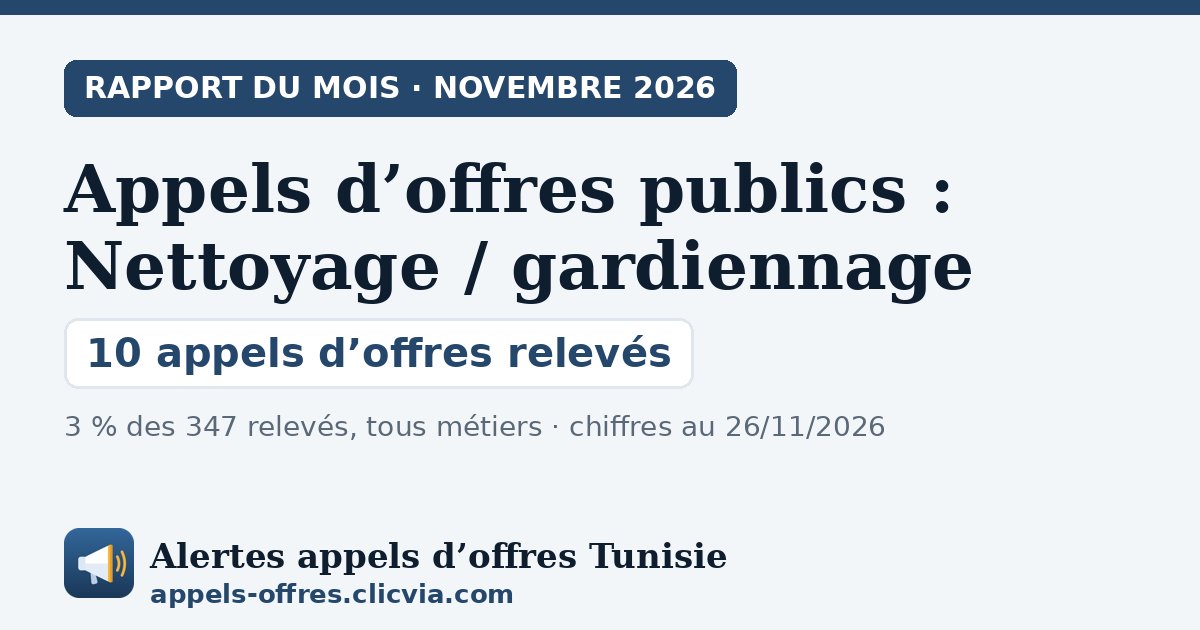 RAPPORT DU MOIS · NOVEMBRE 2026
Appels d’offres publics :
Nettoyage / gardiennage
10 appels d’offres relevés
3 % des 347 relevés, tous métiers · chiffres au 26/11/2026
Alertes appels d’offres Tunisie
appels-offres.clicvia.com